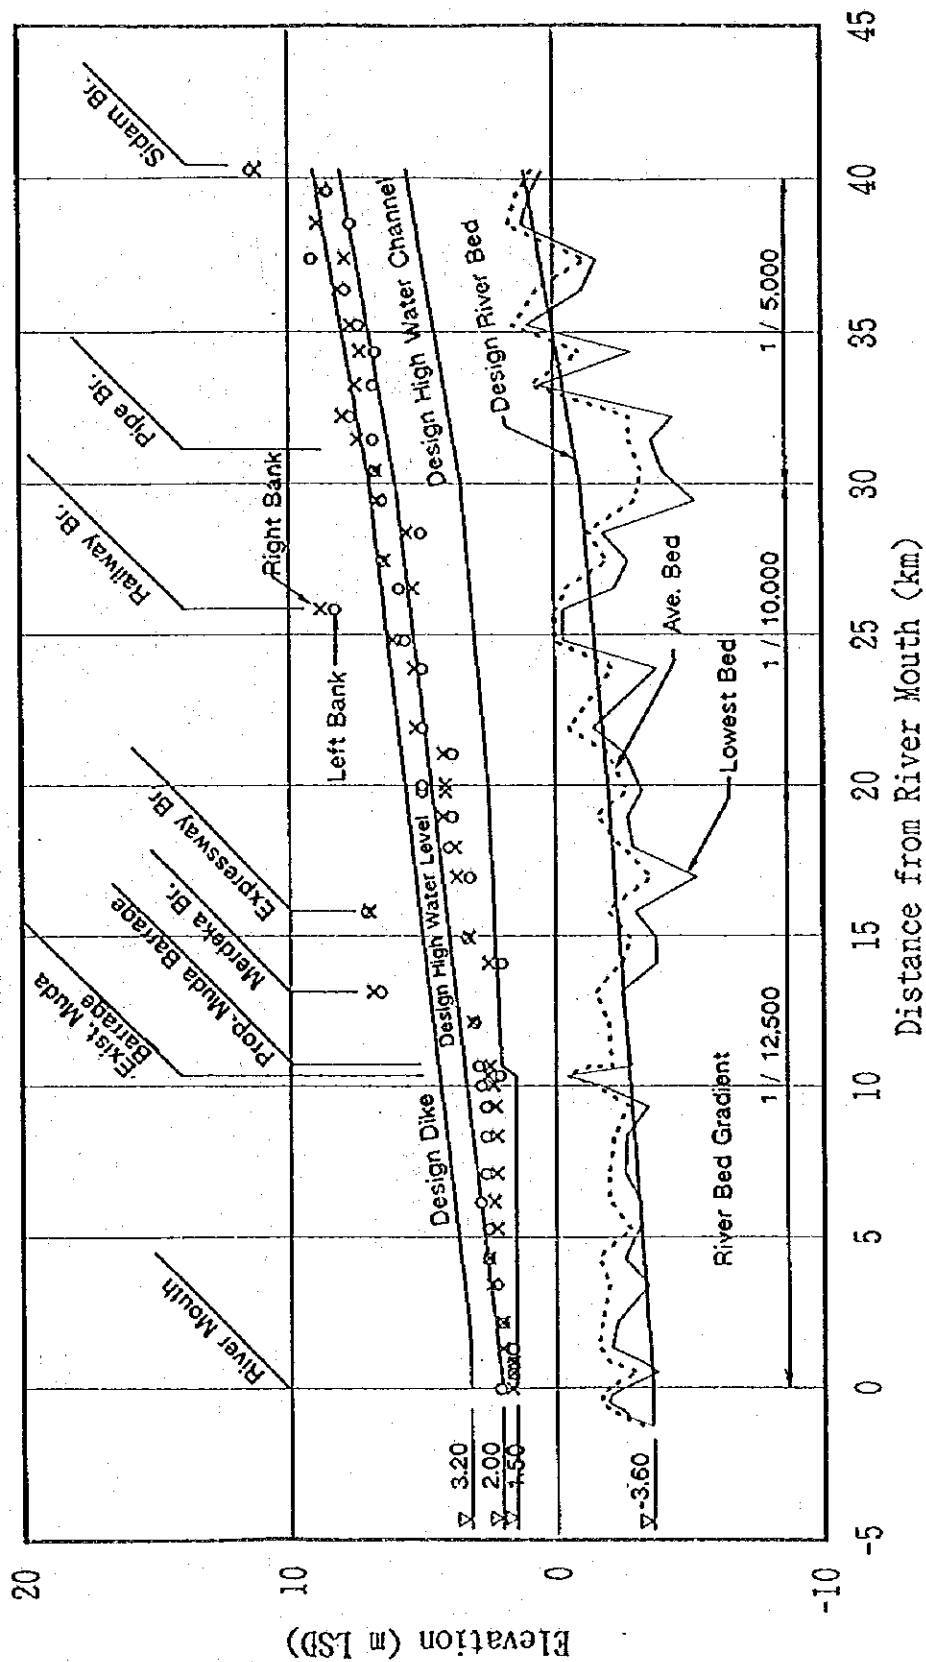 Elevation (m LSD)
20
10
0
-10
River Mouth
Exist. Muda
Barrage
Prop. Muda Barrage
Merdeka Br.
Expressway Br.
Railway Br.
Pipe Br.
Sidam Br.
Right Bank
Left Bank
Design Dike
Design High Water Level
Design High Water Channel
Design River Bed
Ave. Bed
Lowest Bed
River Bed Gradient
1 / 12,500
1 / 10,000
1 / 5,000
3.20
2.00
1.50
-3.60
-5
0
5
10
15
20
25
30
35
40
45
Distance from River Mouth (km)